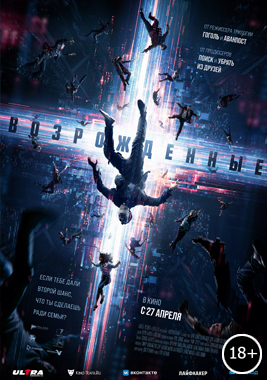 ОТ РЕЖИССЕРА ТРИЛОГИИ
ГОГОЛЬ и АВАНПОСТ
ОТ ПРОДЮСЕРОВ
ПОИСК и УБРАТЬ
ИЗ ДРУЗЕЙ
ВОЗРОЖДЕННЫЕ
ЕСЛИ ТЕБЕ ДАЛИ
ВТОРОЙ ШАНС,
ЧТО ТЫ СДЕЛАЕШЬ
РАДИ СЕМЬИ?
В КИНО
С 27 АПРЕЛЯ
18+
ULTRA
ВКОНТАКТЕ
ЛАЙФХАКЕР